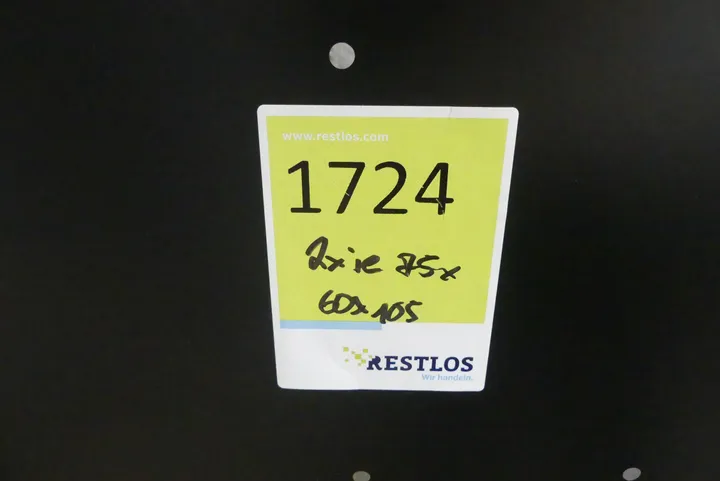 www.restlos.com
1724
2x je 75x
60x105
RESTLOS
Wir handeln.